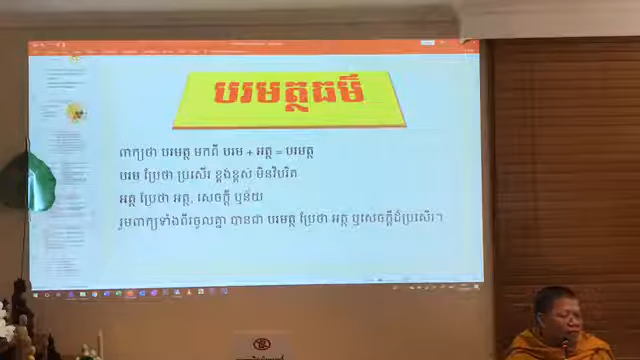 បរមត្ថធម៌
ពាក្យថា បរមត្ថ មកពី បរម + អត្ថ = បរមត្ថ
បរម ប្រែថា ប្រសើរ ខ្ពង់ខ្ពស់ មិនវិបរិត
អត្ថ ប្រែថា អត្ថ, សេចក្ដី ឬន័យ
រួមពាក្យទាំងពីរចូលគ្នា បានជា បរមត្ថ ប្រែថា អត្ថ ឬសេចក្ដីដ៏ប្រសើរ។